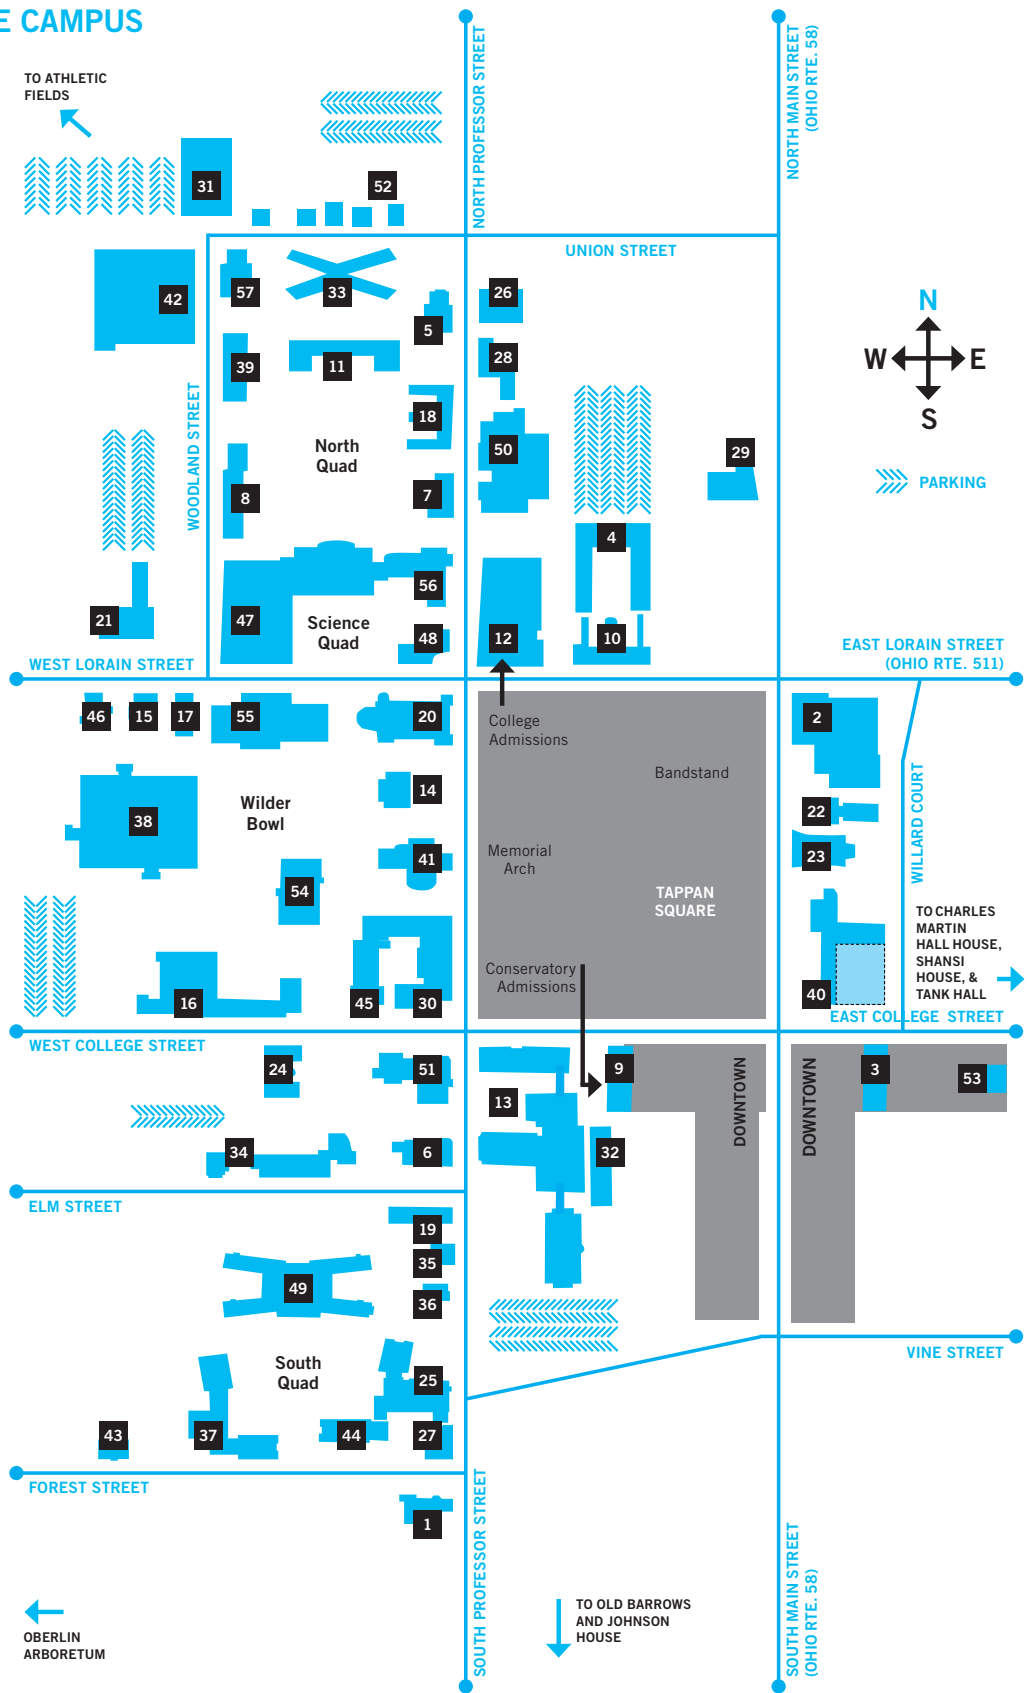 E CAMPUS
TO ATHLETIC
FIELDS
NORTH PROFESSOR STREET
NORTH MAIN STREET
(OHIO RTE. 58)
31
52
UNION STREET
42
57
33
5
26
N
W
E
S
39
11
28
WOODLAND STREET
18
North
Quad
50
29
PARKING
8
7
4
56
21
47
Science
Quad
48
12
10
WEST LORAIN STREET
EAST LORAIN STREET
(OHIO RTE. 511)
46
15
17
55
20
College
Admissions
2
Bandstand
14
Wilder
Bowl
38
22
WILLARD COURT
41
Memorial
Arch
23
54
TAPPAN
SQUARE
TO CHARLES
MARTIN
HALL HOUSE,
SHANSI
HOUSE, &
TANK HALL
Conservatory
Admissions
16
45
30
40
EAST COLLEGE STREET
WEST COLLEGE STREET
24
51
13
9
DOWNTOWN
DOWNTOWN
3
53
34
6
32
ELM STREET
19
35
49
36
VINE STREET
South
Quad
25
43
37
44
27
FOREST STREET
1
SOUTH PROFESSOR STREET
SOUTH MAIN STREET
(OHIO RTE. 58)
OBERLIN
ARBORETUM
TO OLD BARROWS
AND JOHNSON
HOUSE